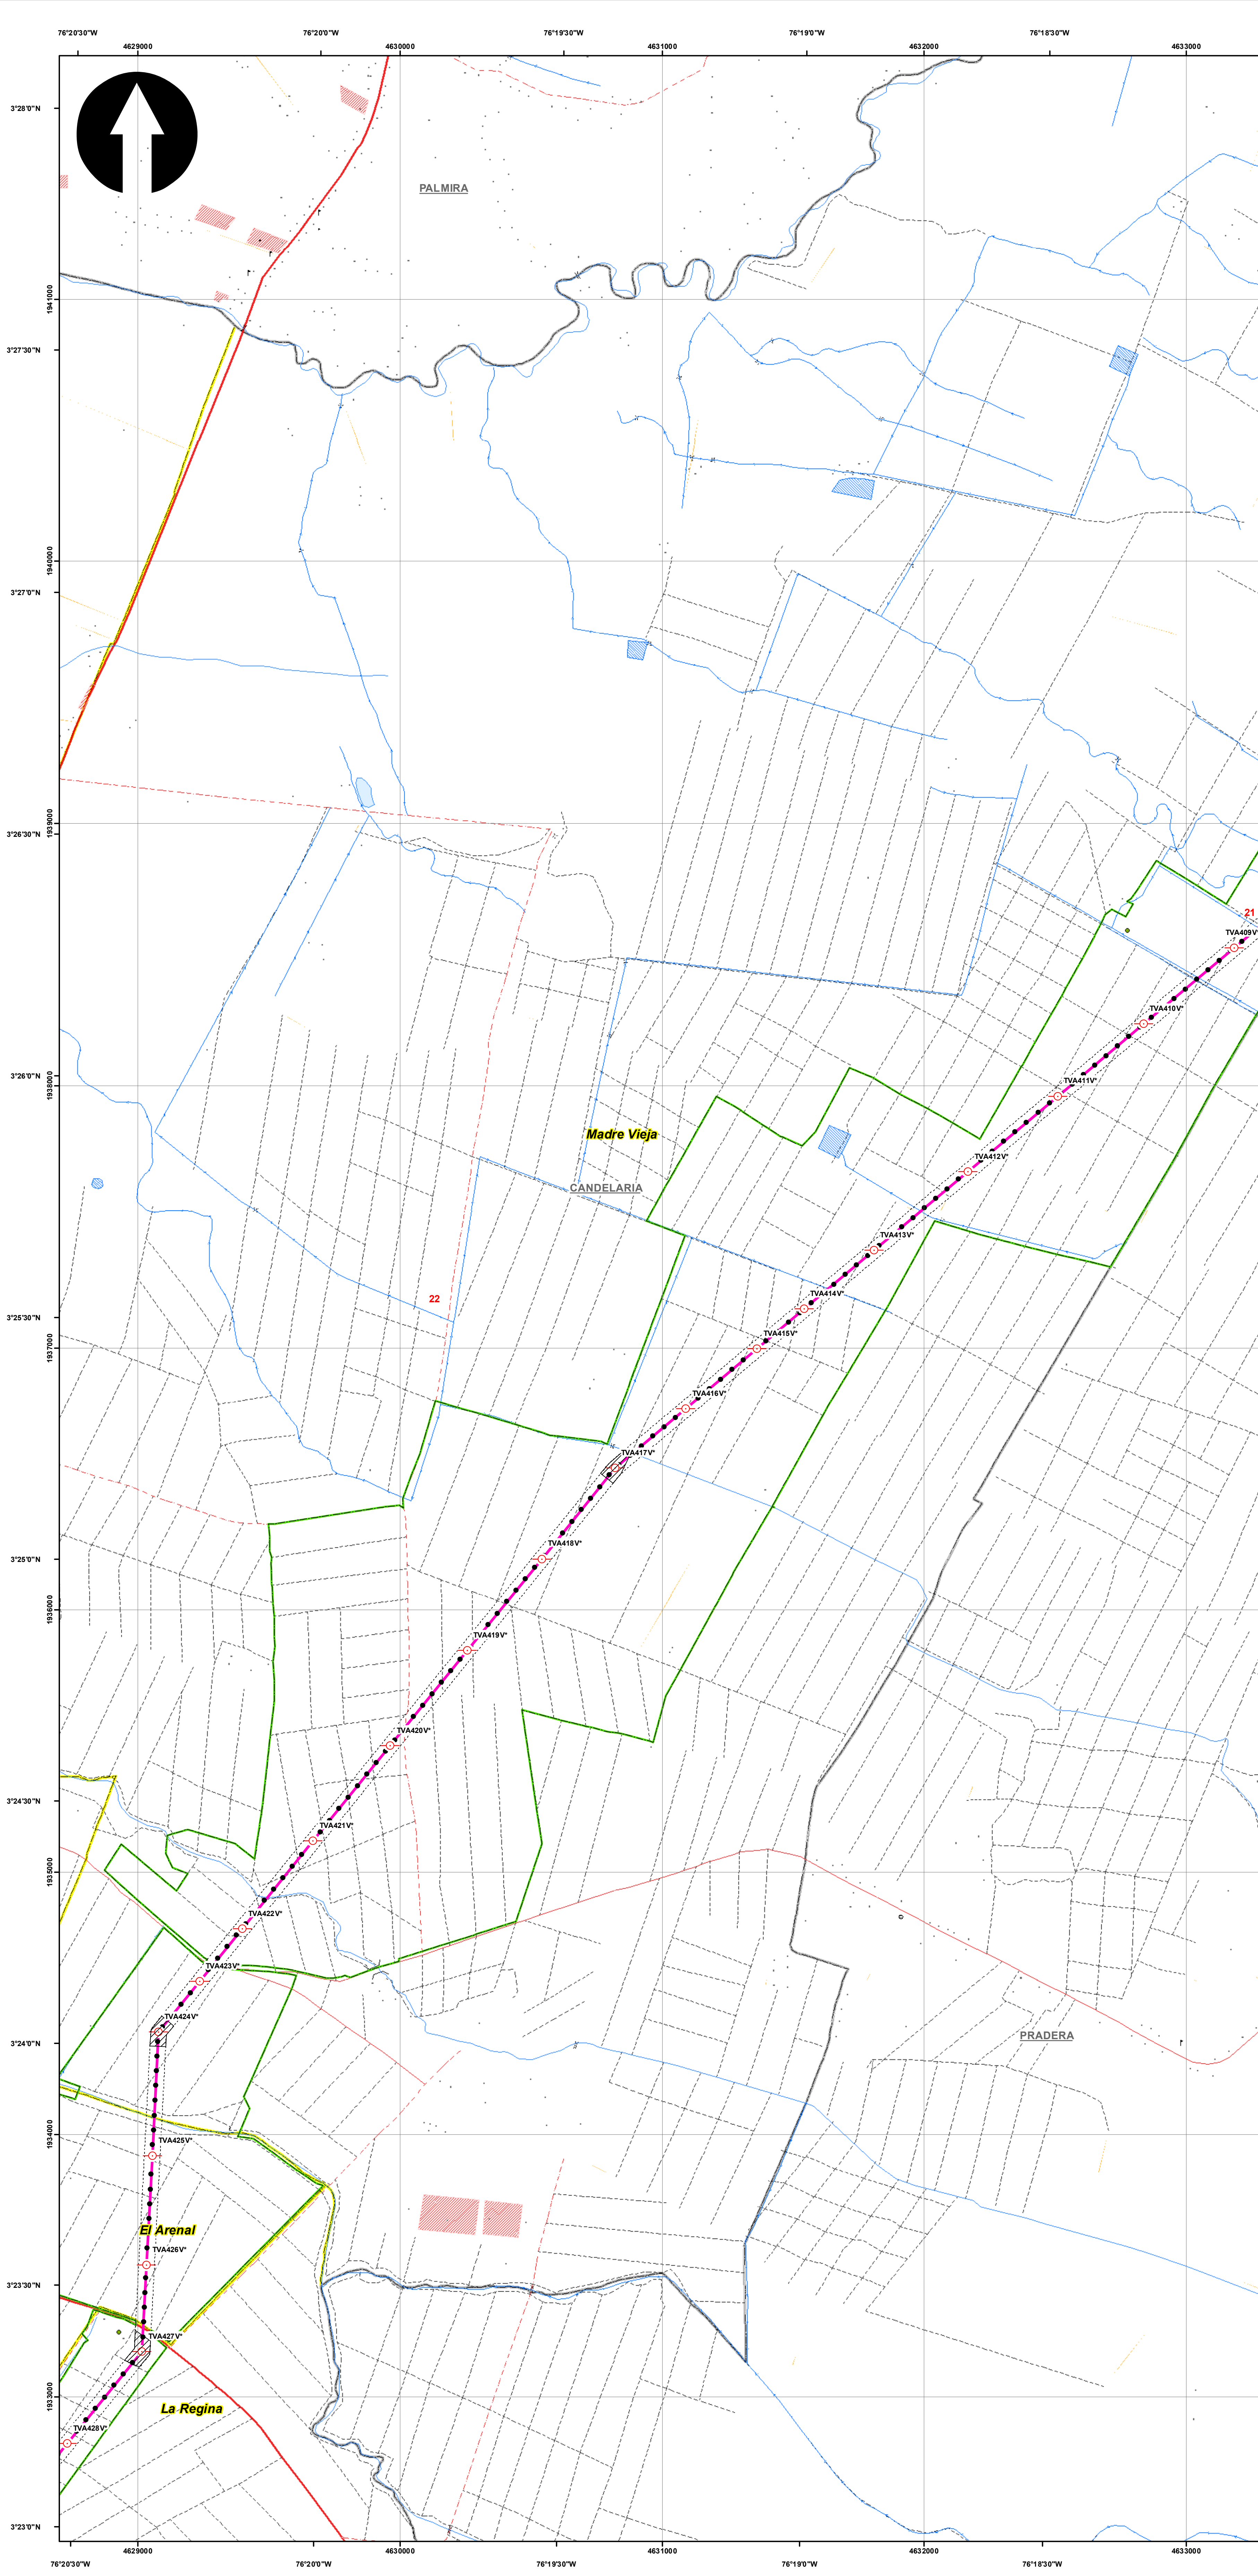 76°20'30"W 76°20'0"W 76°19'30"W 76°19'0"W 76°18'30"W
4629000 4630000 4631000 4632000 4633000
3°28'0"N
PALMIRA
1941000
3°27'30"N
1940000
3°27'0"N
1939000
3°26'30"N
21
TVA409V*
TVA410V*
3°26'0"N
1938000
TVA411V*
Madre Vieja
TVA412V*
CANDELARIA
TVA413V*
TVA414V*
22
3°25'30"N
TVA415V*
1937000
TVA416V*
TVA417V*
TVA418V*
3°25'0"N
1936000
TVA419V*
TVA420V*
3°24'30"N
TVA421V*
1935000
TVA422V*
TVA423V*
TVA424V*
PRADERA
3°24'0"N
1934000
TVA425V*
El Arenal
TVA426V*
3°23'30"N
TVA427V*
1933000
La Regina
TVA428V*
3°23'0"N
4629000 4630000 4631000 4632000 4633000
76°20'30"W 76°20'0"W 76°19'30"W 76°19'0"W 76°18'30"W